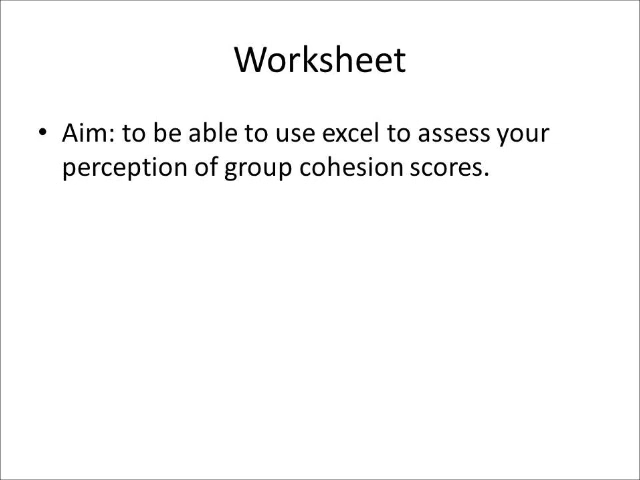 Worksheet
• Aim: to be able to use excel to assess your
perception of group cohesion scores.